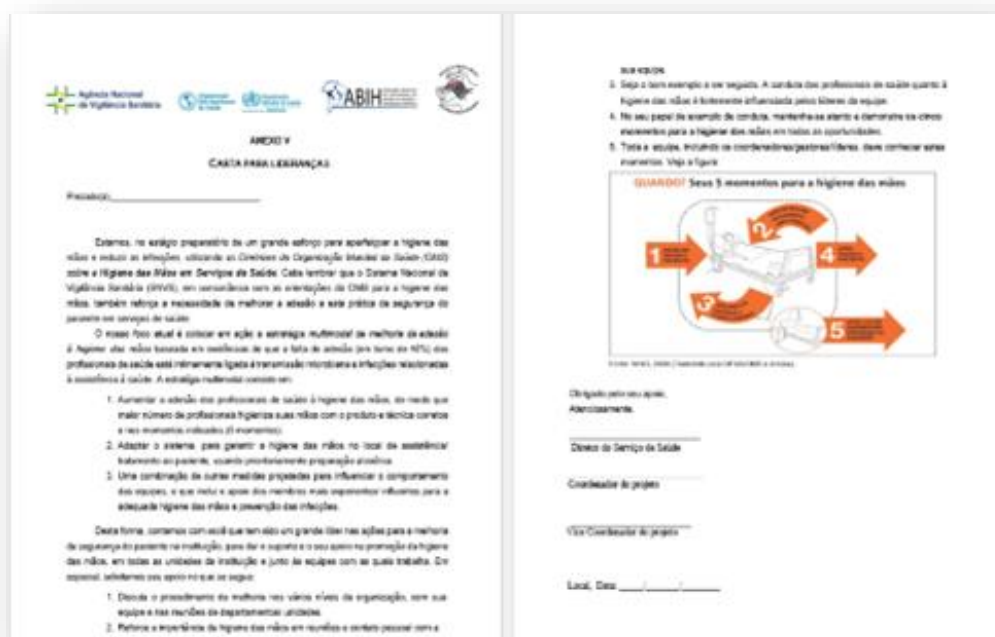 Agência Nacional
de Vigilância Sanitária
ABIH
ANEXO V
CARTA PARA LIDERANÇAS
Prezado(a),
Estamos, no estágio preparatório de um grande esforço para aperfeiçoar a higiene das
mãos e reduzir as infecções, utilizando as Diretrizes da Organização Mundial da Saúde (OMS)
sobre a Higiene das Mãos em Serviços de Saúde. Cabe lembrar que o Sistema Nacional de
Vigilância Sanitária (SNVS), em consonância com as orientações da OMS para a higiene das
mãos, também reforça a necessidade de melhorar a adesão a esta prática de segurança do
paciente em serviços de saúde.
O nosso foco atual é colocar em ação a estratégia multimodal de melhoria da adesão
à higiene das mãos baseada em evidências de que a falta de adesão (em torno de %) dos
profissionais de saúde está intimamente ligada à transmissão microbiana e infecções relacionadas
à assistência à saúde. A estratégia multimodal consiste em:
1. Aumentar a adesão dos profissionais de saúde à higiene das mãos, de modo que
maior número de profissionais higienize suas mãos com o produto e técnica corretos
e nos momentos indicados (5 momentos).
2. Adaptar o sistema, para garantir a higiene das mãos no local de assistência/
tratamento ao paciente, usando prioritariamente preparação alcoólica.
3. Uma combinação de outras medidas projetadas para influenciar o comportamento
das equipes, o que inclui o apoio dos membros mais experientes/ influentes para a
adequada higiene das mãos e prevenção das infecções.
Desta forma, contamos com você que tem sido um grande líder nas ações para a melhoria
da segurança do paciente na instituição, para dar o suporte e o seu apoio na promoção da higiene
das mãos, em todas as unidades da instituição e junto às equipes com as quais trabalha. Em
especial, solicitamos seu apoio no que se segue:
1. Discuta o procedimento da melhoria nos vários níveis da organização, com sua
equipe e nas reuniões de departamentos/ unidades.
2. Reforce a importância da higiene das mãos em reuniões e contato pessoal com a
sua equipe.
3. Seja o bom exemplo a ser seguido. A conduta dos profissionais de saúde quanto à
higiene das mãos é fortemente influenciada pelos líderes da equipe.
4. No seu papel de exemplo de conduta, mantenha-se atento e demonstre os cinco
momentos para a higiene das mãos em todas as oportunidades.
5. Toda a equipe, incluindo os coordenadores/gestores/líderes, deve conhecer estes
momentos. Veja a figura:
QUANDO? Seus 5 momentos para a higiene das mãos
1
2
3
4
5
Obrigado pelo seu apoio,
Atenciosamente,
Diretor do Serviço de Saúde
Coordenador do projeto
Vice Coordenador do projeto
Local, Data: ____/______/______